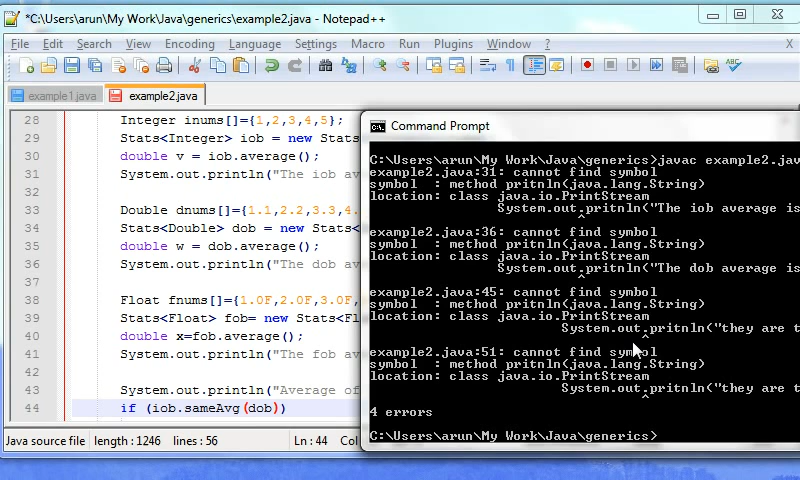 *C:\Users\arun\My Work\Java\generics\example2.java - Notepad++
File Edit Search View Encoding Language Settings Macro Run Plugins Window ? X
example1.java example2.java
28 Integer inums[]={1,2,3,4,5};
29 Stats<Integer> iob = new Stats
30 double v = iob.average();
31 System.out.println("The iob av
32
33 Double dnums[]={1.1,2.2,3.3,4.
34 Stats<Double> dob = new Stats<
35 double w = dob.average();
36 System.out.println("The dob av
37
38 Float fnums[]={1.0F,2.0F,3.0F,
39 Stats<Float> fob= new Stats<Fl
40 double x=fob.average();
41 System.out.println("The fob av
42
43 System.out.println("Average of
44 if (iob.sameAvg(dob))
Java source file length : 1246 lines : 56 Ln : 44 Col
Command Prompt
C:\Users\arun\My Work\Java\generics>javac example2.jav
example2.java:31: cannot find symbol
symbol : method pritnln(java.lang.String)
location: class java.io.PrintStream
System.out.pritnln("The iob average is
^
example2.java:36: cannot find symbol
symbol : method pritnln(java.lang.String)
location: class java.io.PrintStream
System.out.pritnln("The dob average is
^
example2.java:45: cannot find symbol
symbol : method pritnln(java.lang.String)
location: class java.io.PrintStream
System.out.pritnln("they are t
^
example2.java:51: cannot find symbol
symbol : method pritnln(java.lang.String)
location: class java.io.PrintStream
System.out.pritnln("they are t
^
4 errors
C:\Users\arun\My Work\Java\generics>